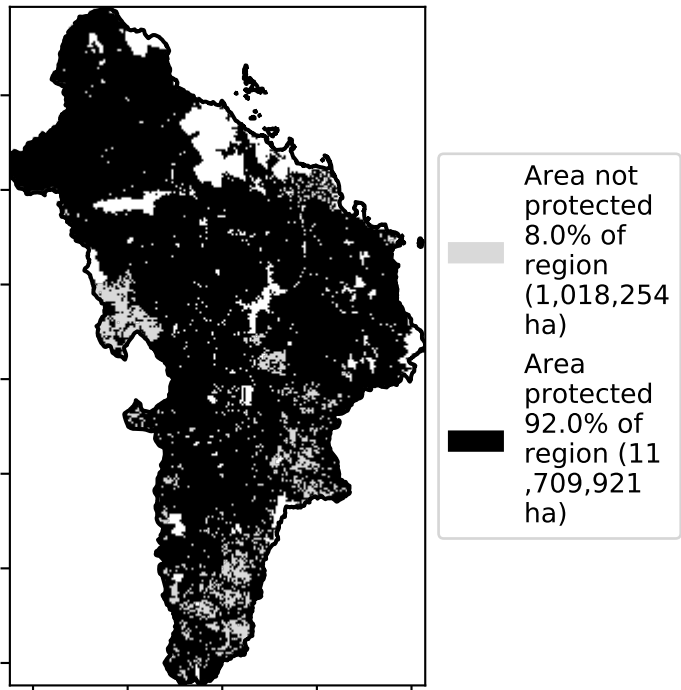 Area not
protected
8.0% of
region
(1,018,254
ha)
Area
protected
92.0% of
region (11
,709,921
ha)